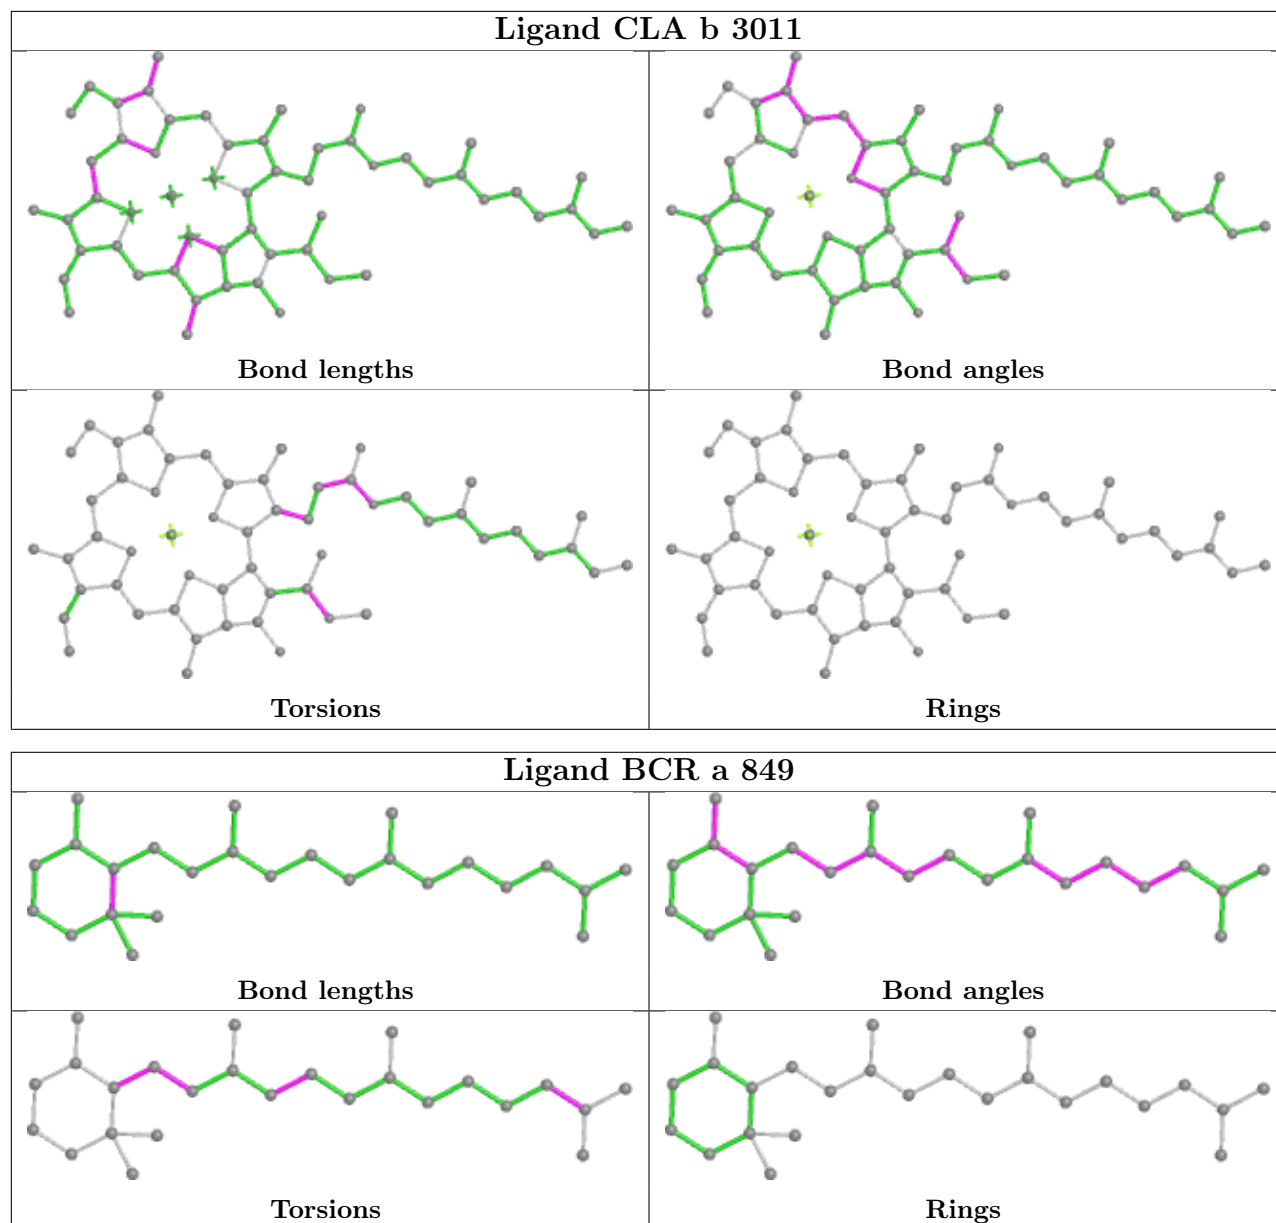 Ligand CLA b 3011
Bond lengths
Bond angles
Torsions
Rings
Ligand BCR a 849
Bond lengths
Bond angles
Torsions
Rings